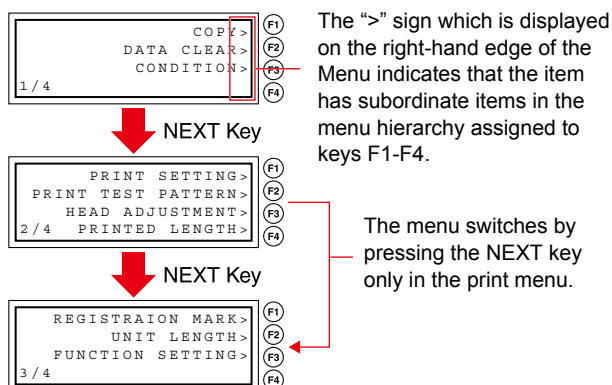 COPY> F1
DATA CLEAR> F2
CONDITION> F3
1/4 F4
The “>” sign which is displayed
on the right-hand edge of the
Menu indicates that the item
has subordinate items in the
menu hierarchy assigned to
keys F1-F4.
NEXT Key
PRINT SETTING> F1
PRINT TEST PATTERN> F2
HEAD ADJUSTMENT> F3
2/4 PRINTED LENGTH> F4
The menu switches by
pressing the NEXT key
only in the print menu.
NEXT Key
REGISTRAION MARK> F1
UNIT LENGTH> F2
FUNCTION SETTING> F3
3/4 F4